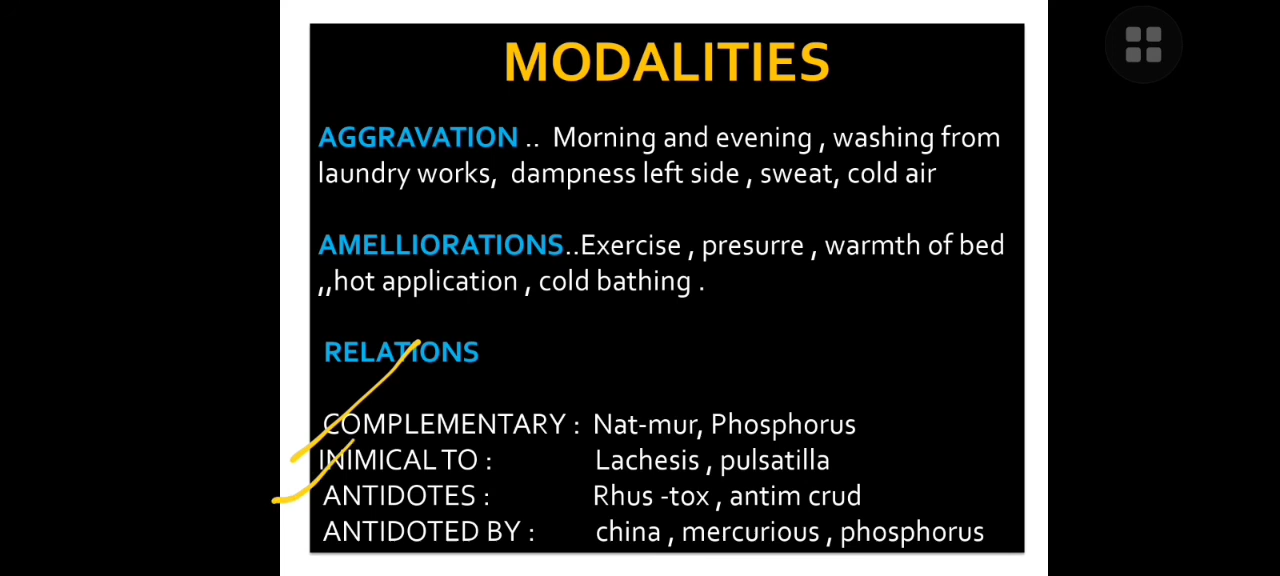 MODALITIES
AGGRAVATION .. Morning and evening , washing from
laundry works, dampness left side , sweat, cold air
AMELLIORATIONS..Exercise , presurre , warmth of bed
,,hot application , cold bathing .
RELATIONS
COMPLEMENTARY : Nat-mur, Phosphorus
INIMICAL TO : Lachesis , pulsatilla
ANTIDOTES : Rhus -tox , antim crud
ANTIDOTED BY : china , mercurious , phosphorus